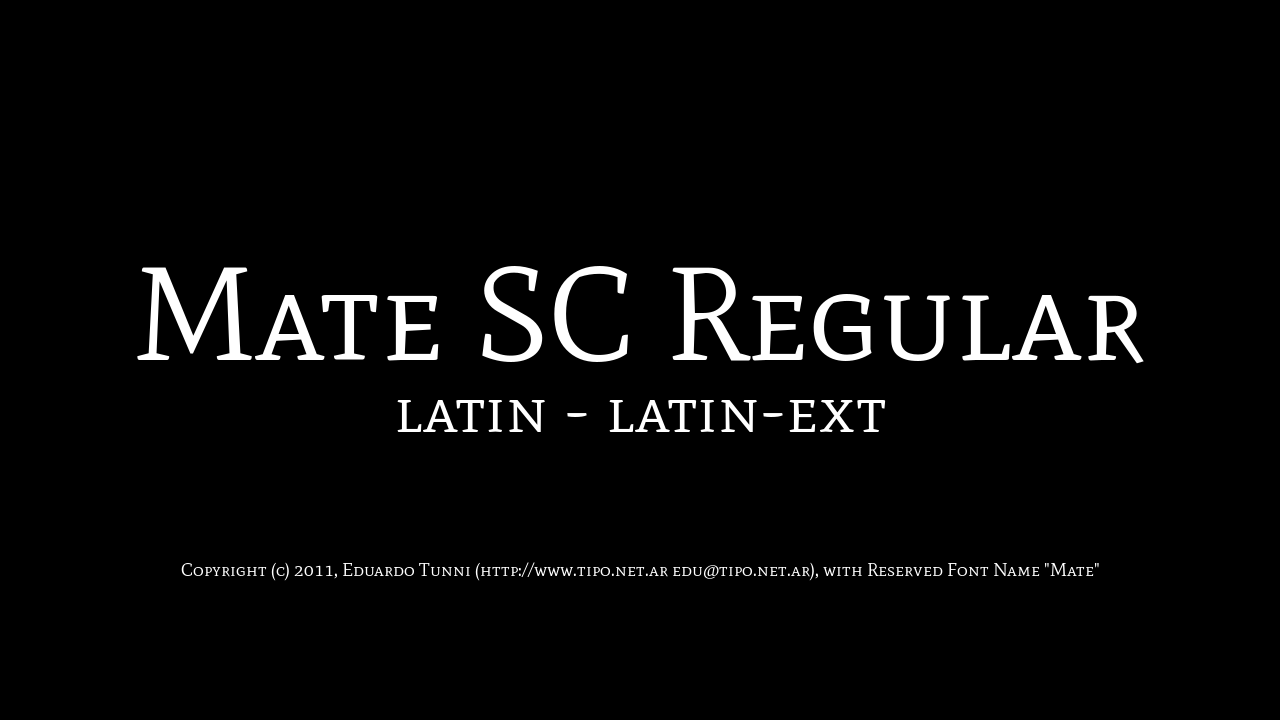 Mate SC Regular
latin - latin-ext
Copyright (c) 2011, Eduardo Tunni (http://www.tipo.net.ar edu@tipo.net.ar), with Reserved Font Name "Mate"